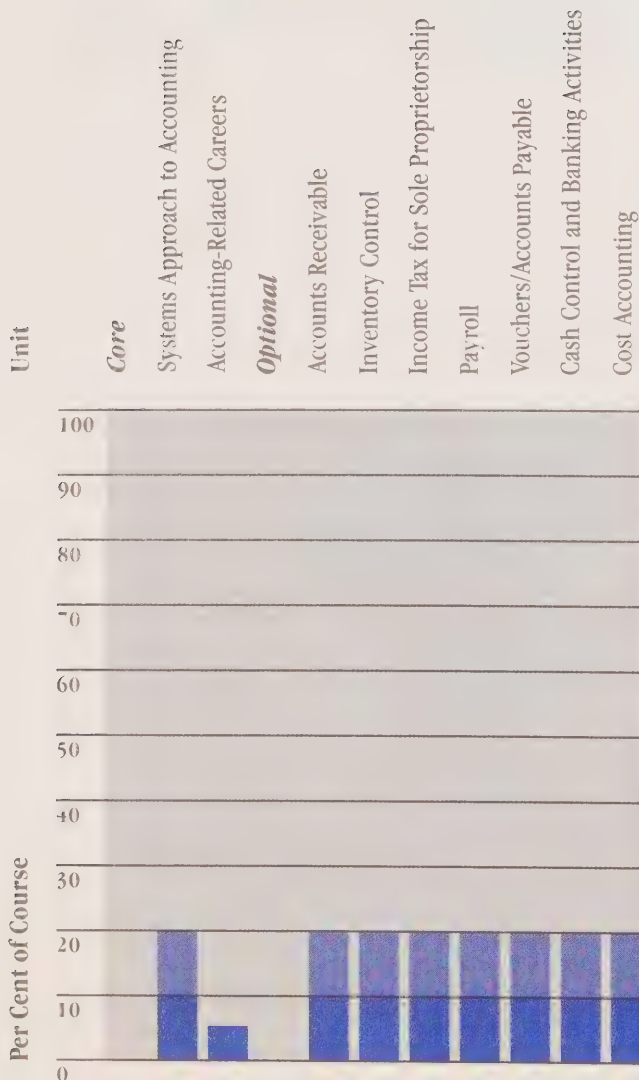 Unit
Core
Systems Approach to Accounting
Accounting-Related Careers
Optional
Accounts Receivable
Inventory Control
Income Tax for Sole Proprietorship
Payroll
Vouchers/Accounts Payable
Cash Control and Banking Activities
Cost Accounting
Per Cent of Course
100
90
80
70
60
50
40
30
20
10
0